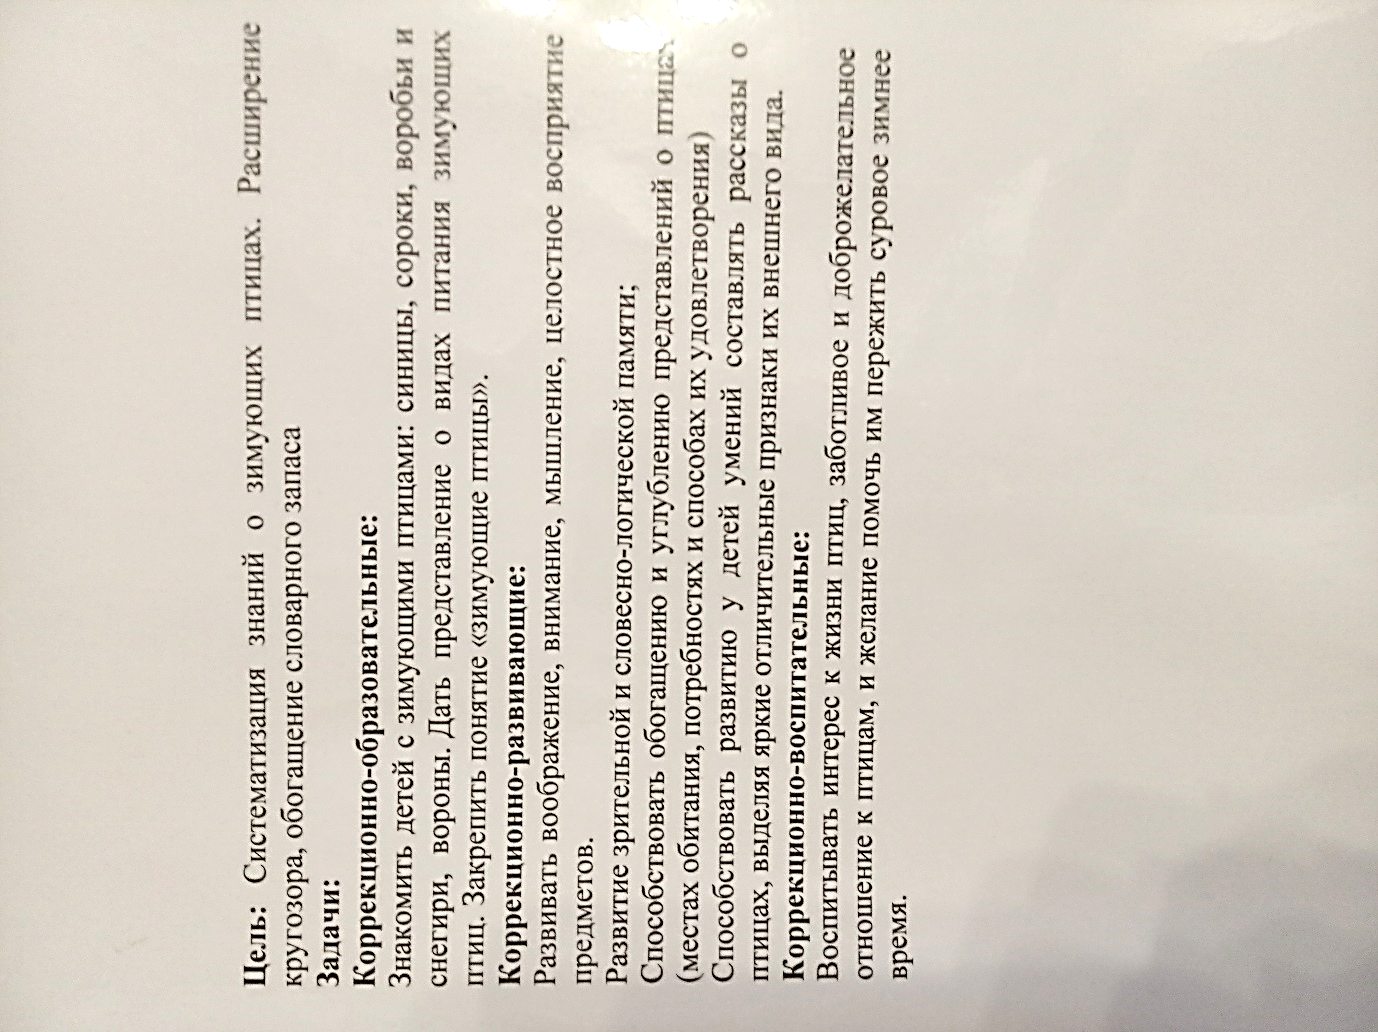 Цель: Систематизация знаний о зимующих птицах. Расширение
кругозора, обогащение словарного запаса
Задачи:
Коррекционно-образовательные:
Знакомить детей с зимующими птицами: синицы, сороки, воробьи и
снегири, вороны. Дать представление о видах питания зимующих
птиц. Закрепить понятие «зимующие птицы».
Коррекционно-развивающие:
Развивать воображение, внимание, мышление, целостное восприятие
предметов.
Развитие зрительной и словесно-логической памяти;
Способствовать обогащению и углублению представлений о птицах
(местах обитания, потребностях и способах их удовлетворения)
Способствовать развитию у детей умений составлять рассказы о
птицах, выделяя яркие отличительные признаки их внешнего вида.
Коррекционно-воспитательные:
Воспитывать интерес к жизни птиц, заботливое и доброжелательное
отношение к птицам, и желание помочь им пережить суровое зимнее
время.